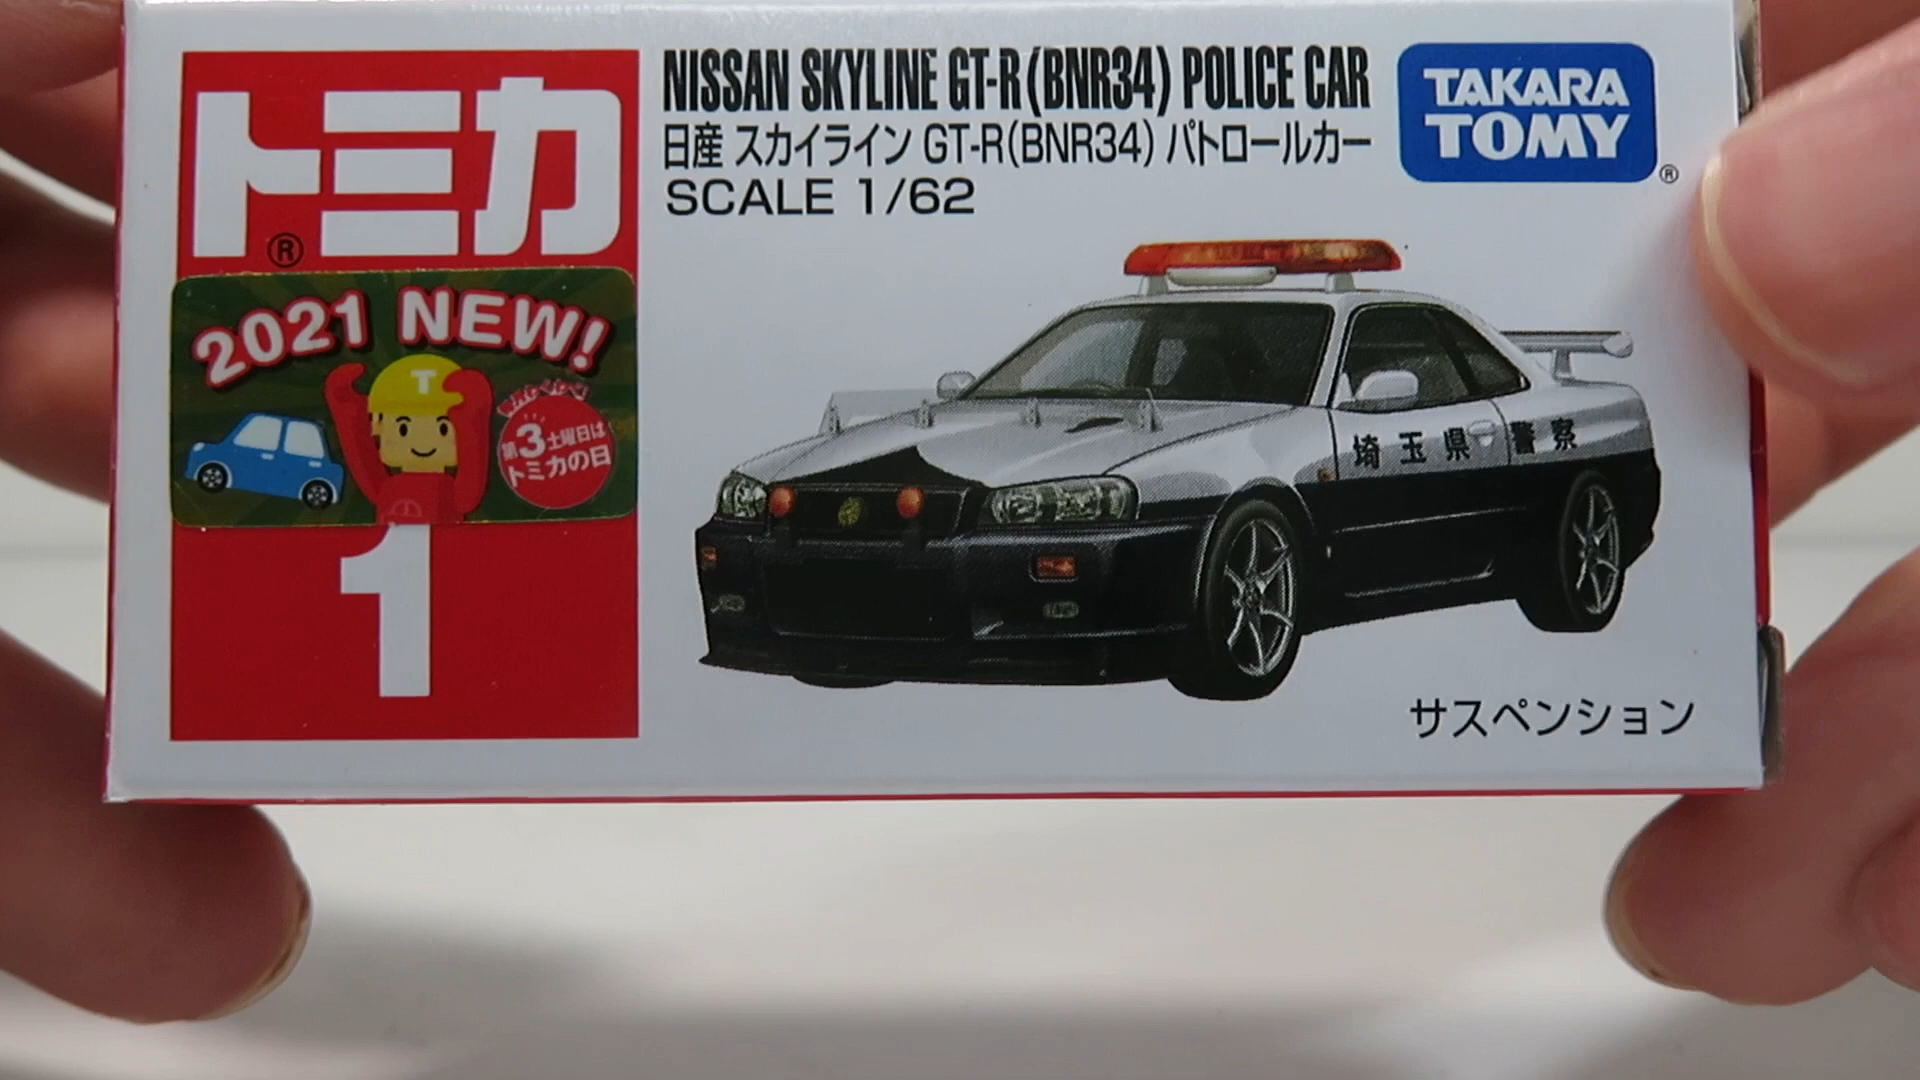 トミカ
®
2021 NEW!
T
第3土曜日は
トミカの日
1
NISSAN SKYLINE GT-R (BNR34) POLICE CAR
日産 スカイライン GT-R(BNR34) パトロールカー
SCALE 1/62
TAKARA
TOMY
®
埼玉県警察
サスペンション